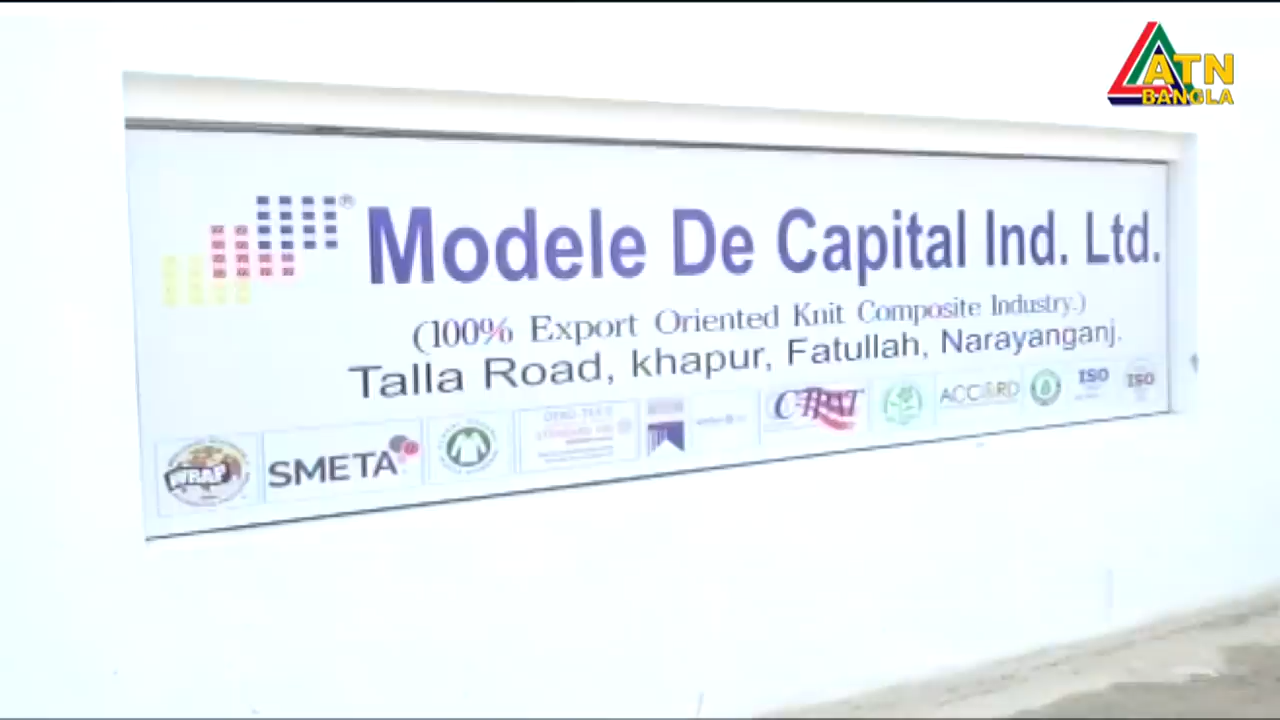 ATN
BANGLA
®
Modele De Capital Ind. Ltd.
(100% Export Oriented Knit Composite Industry.)
Talla Road, khapur, Fatullah, Narayanganj.
WRAP SMETA C-TPAT ACCORD ISO ISO